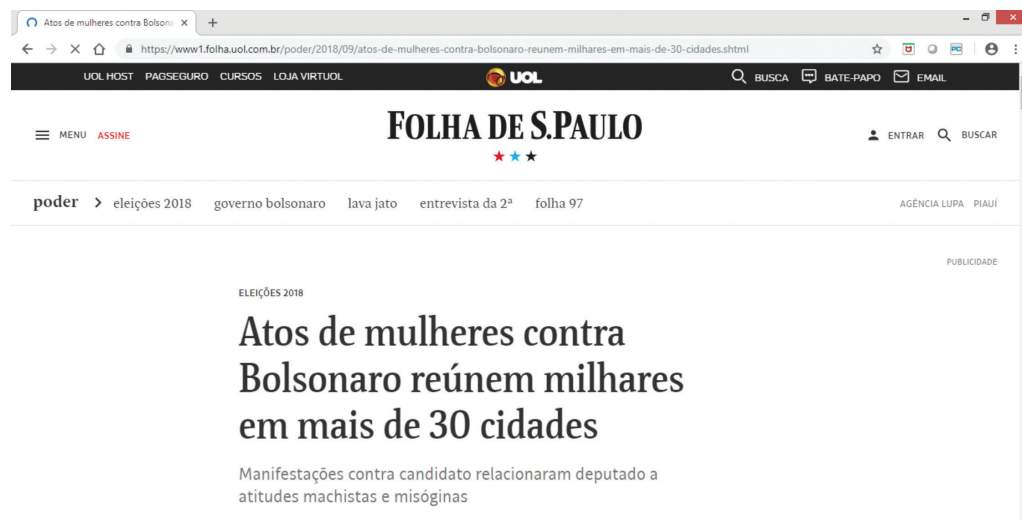 Atos de mulheres contra Bolsona
https://www1.folha.uol.com.br/poder/2018/09/atos-de-mulheres-contra-bolsonaro-reunem-milhares-em-mais-de-30-cidades.shtml
UOL HOST PAGSEGURO CURSOS LOJA VIRTUOL UOL BUSCA BATE-PAPO EMAIL
MENU ASSINE FOLHA DE S.PAULO ENTRAR BUSCAR
poder > eleições 2018 governo bolsonaro lava jato entrevista da 2ª folha 97 AGÊNCIA LUPA PIAUÍ
PUBLICIDADE
ELEIÇÕES 2018
Atos de mulheres contra
Bolsonaro reúnem milhares
em mais de 30 cidades
Manifestações contra candidato relacionaram deputado a
atitudes machistas e misóginas